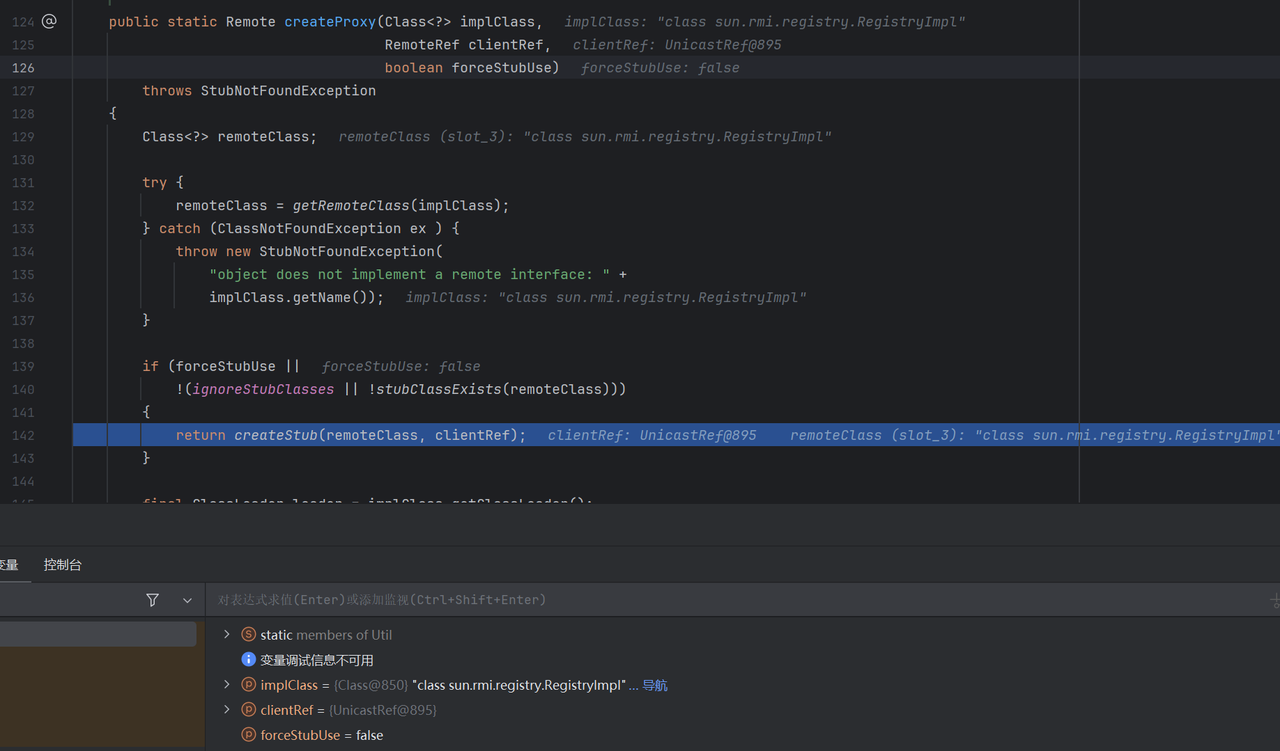 124 @ public static Remote createProxy(Class<?> implClass, implClass: "class sun.rmi.registry.RegistryImpl"
125 RemoteRef clientRef, clientRef: UnicastRef@895
126 boolean forceStubUse) forceStubUse: false
127 throws StubNotFoundException
128 {
129 Class<?> remoteClass; remoteClass (slot_3): "class sun.rmi.registry.RegistryImpl"
130
131 try {
132 remoteClass = getRemoteClass(implClass);
133 } catch (ClassNotFoundException ex ) {
134 throw new StubNotFoundException(
135 "object does not implement a remote interface: " +
136 implClass.getName()); implClass: "class sun.rmi.registry.RegistryImpl"
137 }
138
139 if (forceStubUse || forceStubUse: false
140 !(ignoreStubClasses || !stubClassExists(remoteClass)))
141 {
142 return createStub(remoteClass, clientRef); clientRef: UnicastRef@895 remoteClass (slot_3): "class sun.rmi.registry.RegistryImpl"
143 }
144
145 final ClassLoader loader = implClass.getClassLoader();
变量 控制台
对表达式求值(Enter)或添加监视(Ctrl+Shift+Enter)
static members of Util
变量调试信息不可用
implClass = {Class@850} "class sun.rmi.registry.RegistryImpl" ... 导航
clientRef = {UnicastRef@895}
forceStubUse = false